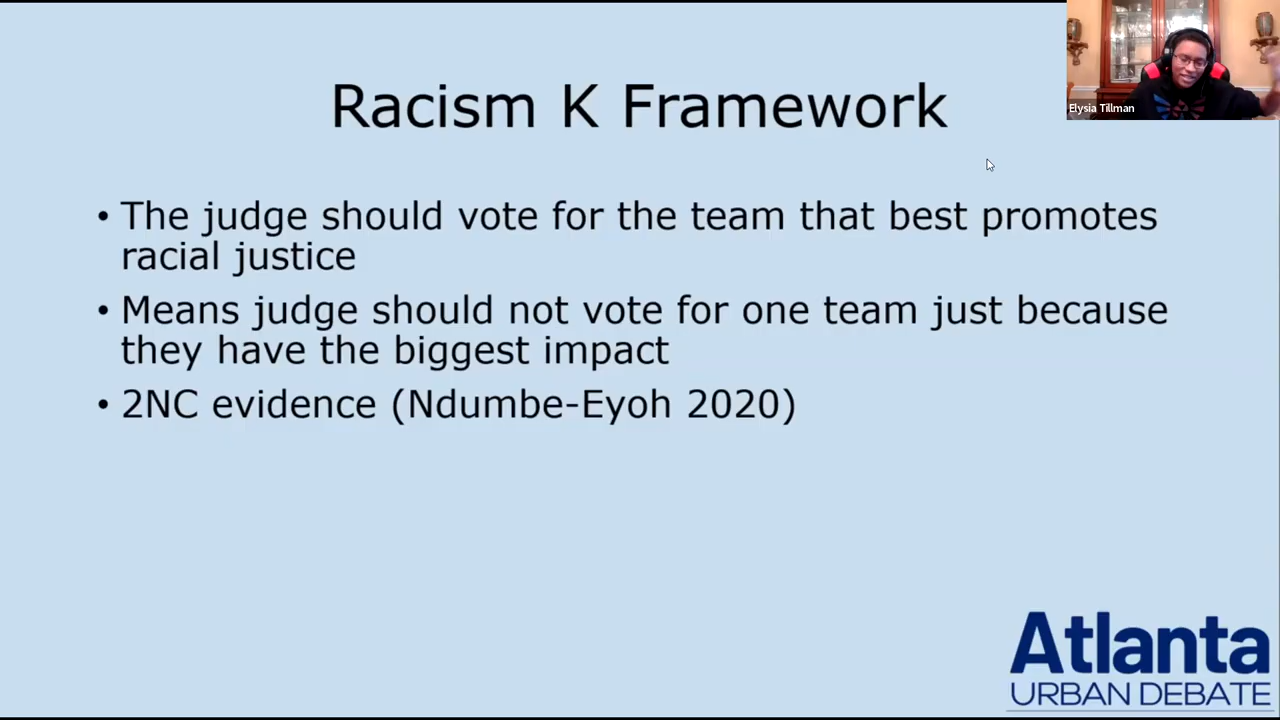 Racism K Framework
Elysia Tillman
• The judge should vote for the team that best promotes
racial justice
• Means judge should not vote for one team just because
they have the biggest impact
• 2NC evidence (Ndumbe-Eyoh 2020)
Atlanta
URBAN DEBATE